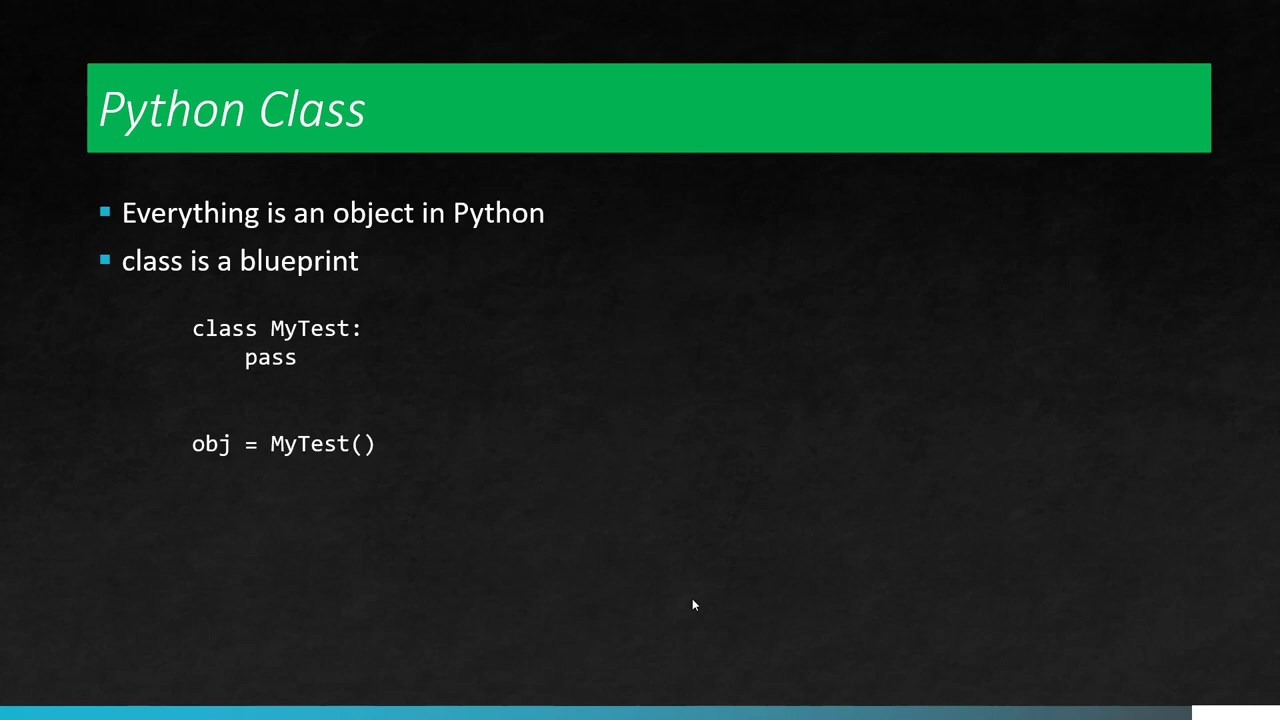 Python Class
Everything is an object in Python
class is a blueprint
class MyTest:
    pass
obj = MyTest()